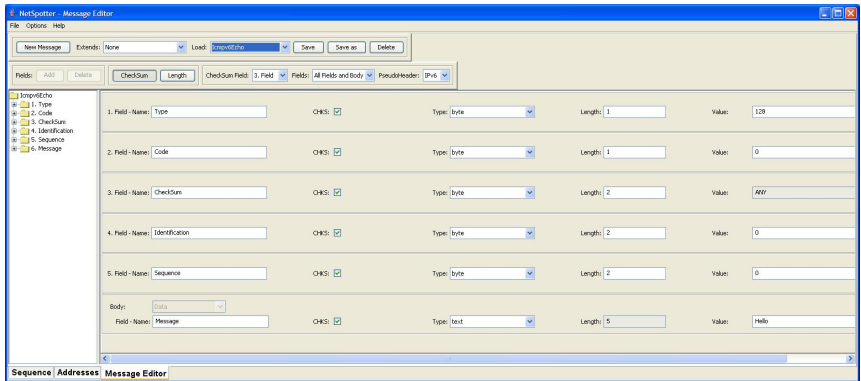 NetSpotter - Message Editor
File Options Help
New Message Extends: None Load: Icmpv6Echo Save Save as Delete
Fields: Add Delete CheckSum Length CheckSum Field: 3. Field Fields: All Fields and Body PseudoHeader: IPv6
Icmpv6Echo
1. Type
2. Code
3. CheckSum
4. Identification
5. Sequence
6. Message
1. Field - Name: Type CHKS: Type: byte Length: 1 Value: 128
2. Field - Name: Code CHKS: Type: byte Length: 1 Value: 0
3. Field - Name: CheckSum CHKS: Type: byte Length: 2 Value: ANY
4. Field - Name: Identification CHKS: Type: byte Length: 2 Value: 0
5. Field - Name: Sequence CHKS: Type: byte Length: 2 Value: 0
Body: Data
Field - Name: Message CHKS: Type: text Length: 5 Value: Hello
Sequence Addresses Message Editor